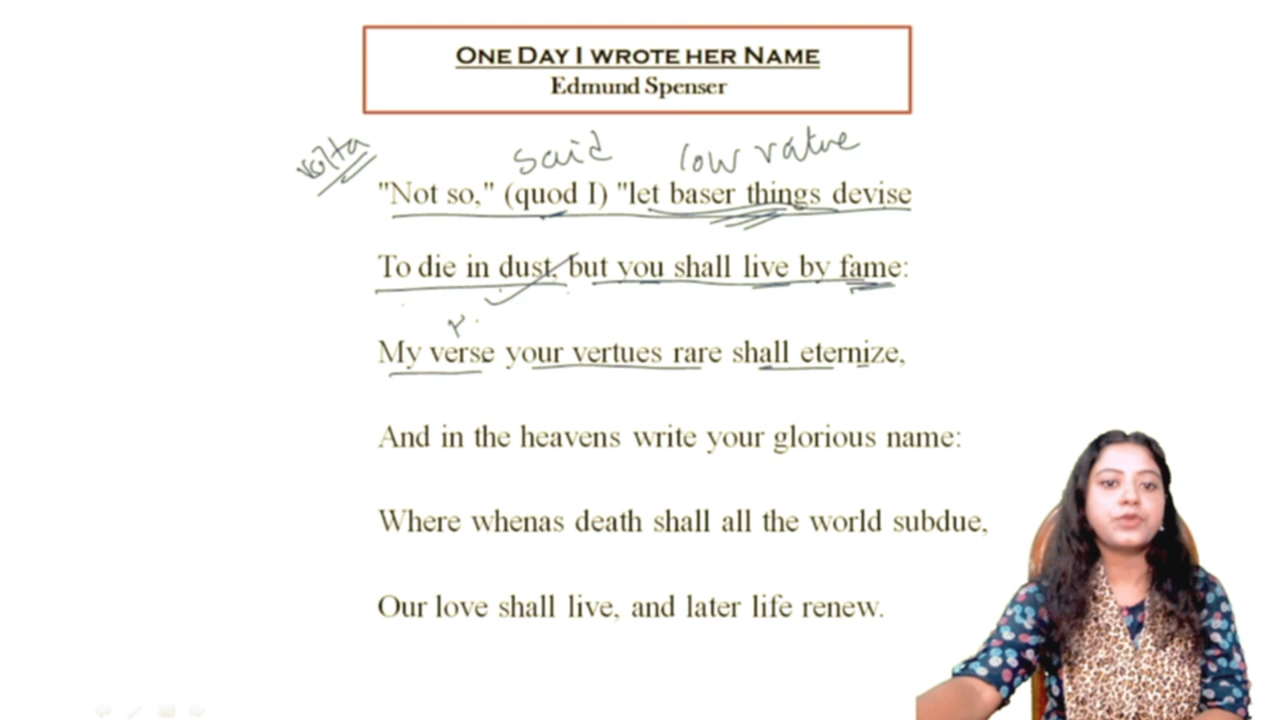 ONE DAY I WROTE HER NAME
Edmund Spenser
volta
said low value
"Not so," (quod I) "let baser things devise
To die in dust, but you shall live by fame:
My verse your vertues rare shall eternize,
And in the heavens write your glorious name:
Where whenas death shall all the world subdue,
Our love shall live, and later life renew.